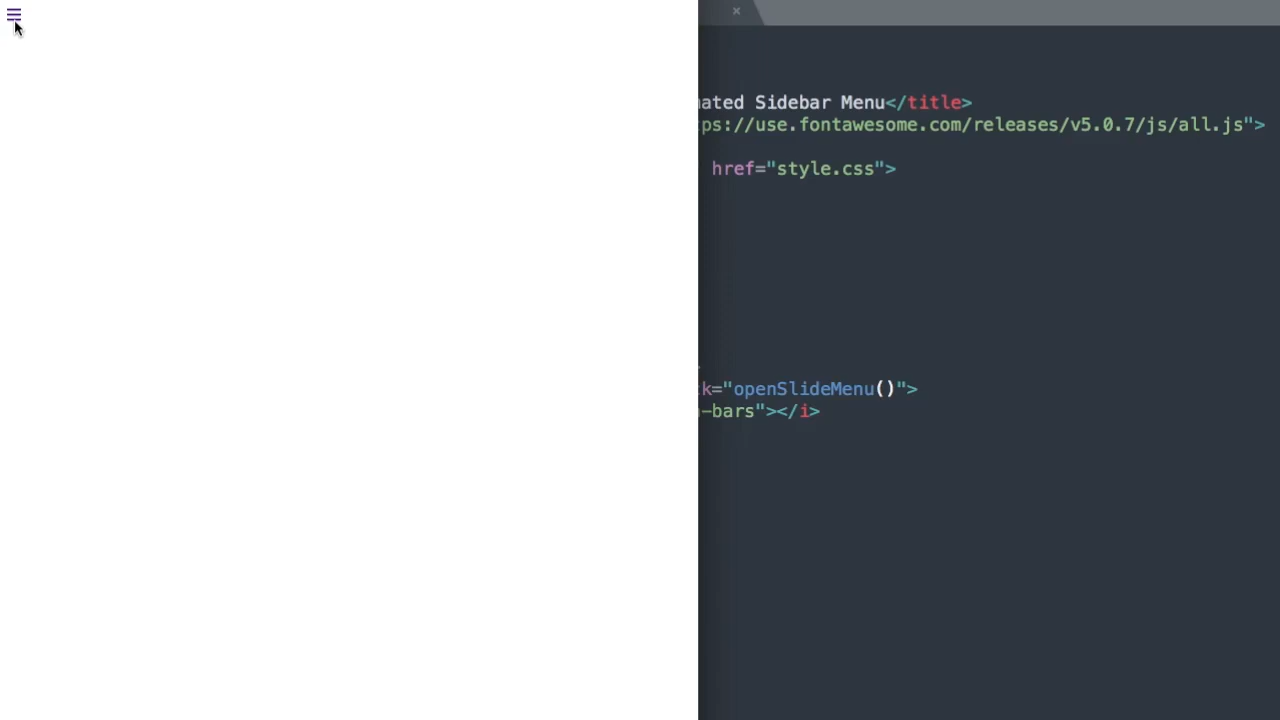 ated Sidebar Menu</title>
ps://use.fontawesome.com/releases/v5.0.7/js/all.js">
href="style.css">
k="openSlideMenu()">
-bars"></i>